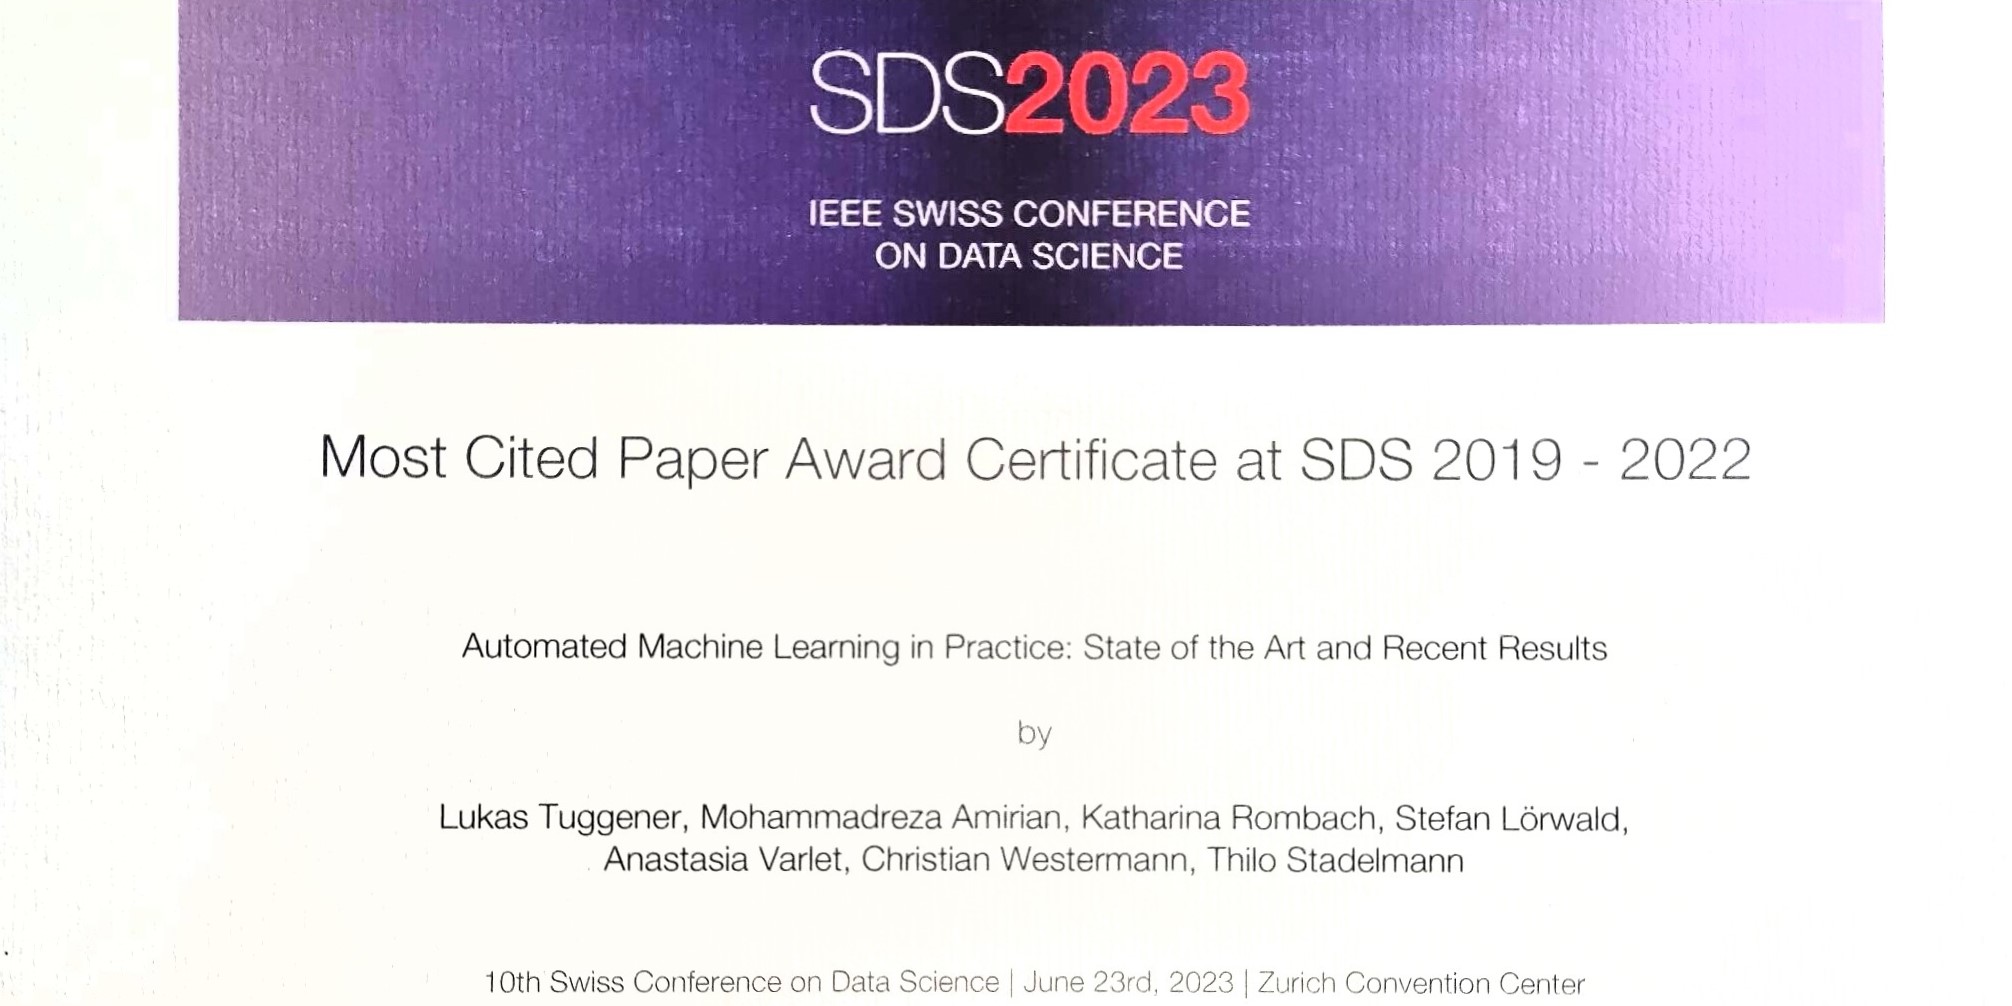 SDS2023
IEEE SWISS CONFERENCE
ON DATA SCIENCE
Most Cited Paper Award Certificate at SDS 2019 - 2022
Automated Machine Learning in Practice: State of the Art and Recent Results
by
Lukas Tuggener, Mohammadreza Amirian, Katharina Rombach, Stefan Lörwald,
Anastasia Varlet, Christian Westermann, Thilo Stadelmann
10th Swiss Conference on Data Science | June 23rd, 2023 | Zurich Convention Center